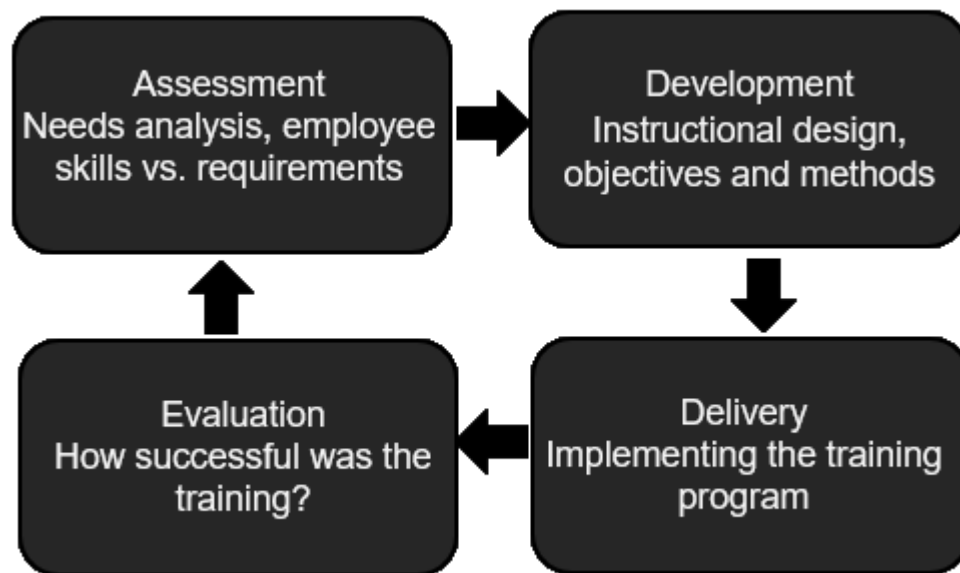 Assessment
Needs analysis, employee
skills vs. requirements
Development
Instructional design,
objectives and methods
Evaluation
How successful was the
training?
Delivery
Implementing the training
program